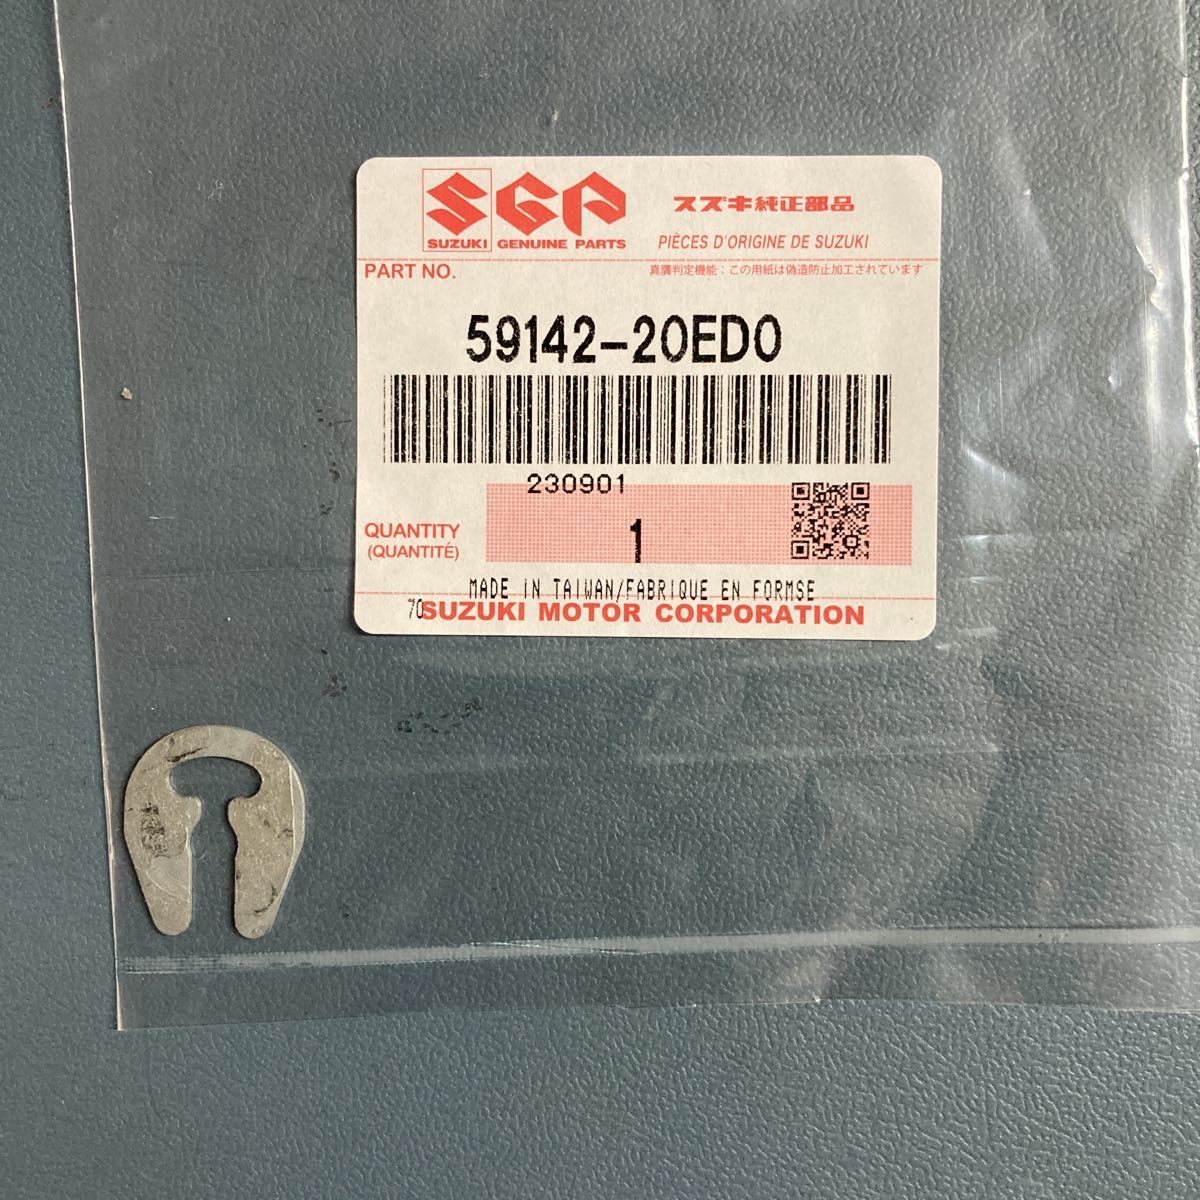 SUZUKI
SGP
GENUINE PARTS
スズキ純正部品
PIÈCES D'ORIGINE DE SUZUKI
PART NO.
真贋判定機能：この用紙は偽造防止加工されています
59142-20ED0
230901
QUANTITY
(QUANTITÉ)
1
MADE IN TAIWAN/FABRIQUE EN FORMSE
70
SUZUKI MOTOR CORPORATION